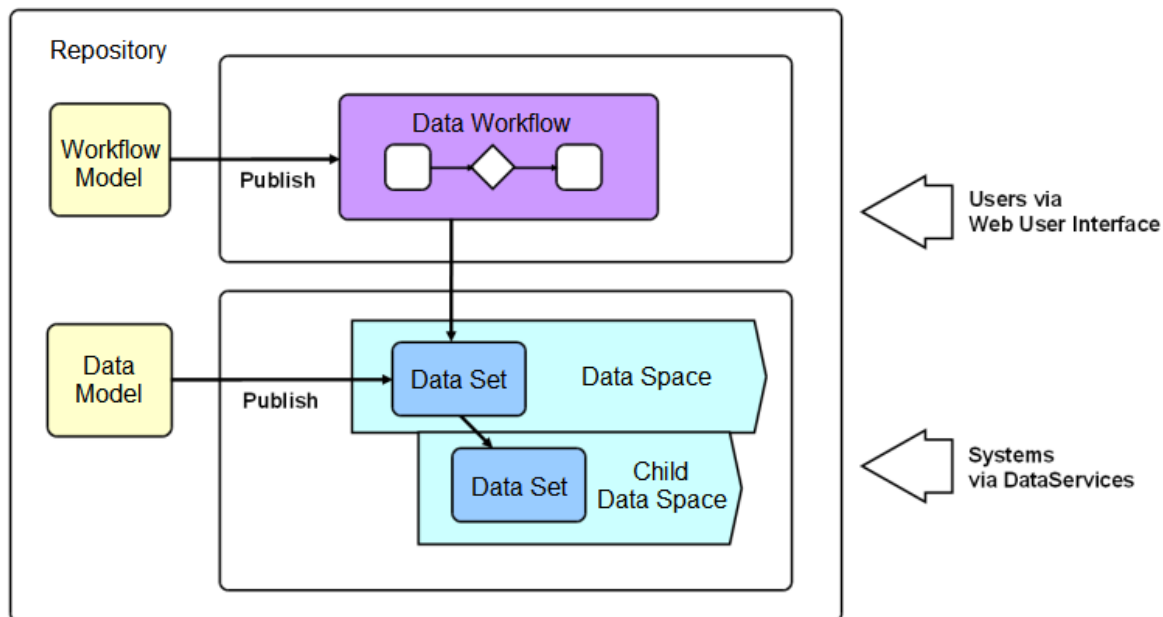 Repository
Workflow
Model
Publish
Data Workflow
Users via
Web User Interface
Data
Model
Publish
Data Set
Data Space
Data Set
Child
Data Space
Systems
via DataServices